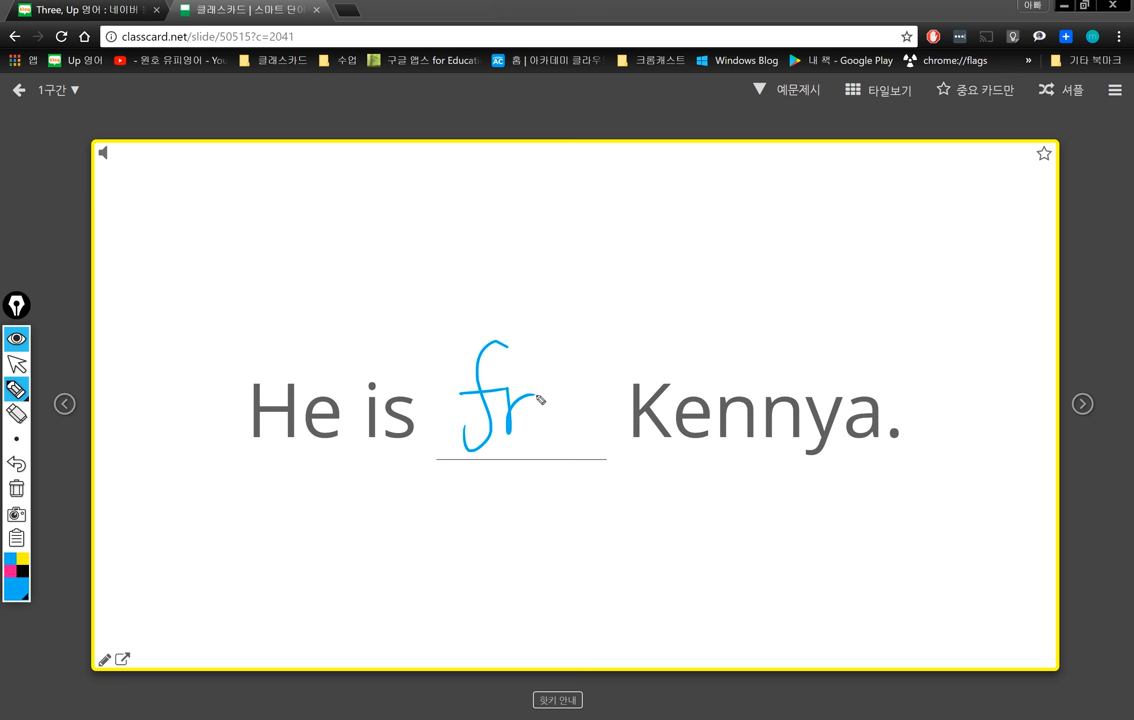 Three, Up 영어 : 네이버
클래스카드 | 스마트 단어
아빠
classcard.net/slide/50515?c=2041
앱 Up 영어 - 원호 유피영어 - You 클래스카드 수업 구글 앱스 for Educati 홈 | 아카데미 클라우 크롬캐스트 Windows Blog 내 책 - Google Play chrome://flags » 기타 북마크
1구간 ▼ ▼ 예문제시 타일보기 중요 카드만 셔플
He is fr Kennya.
핫키 안내